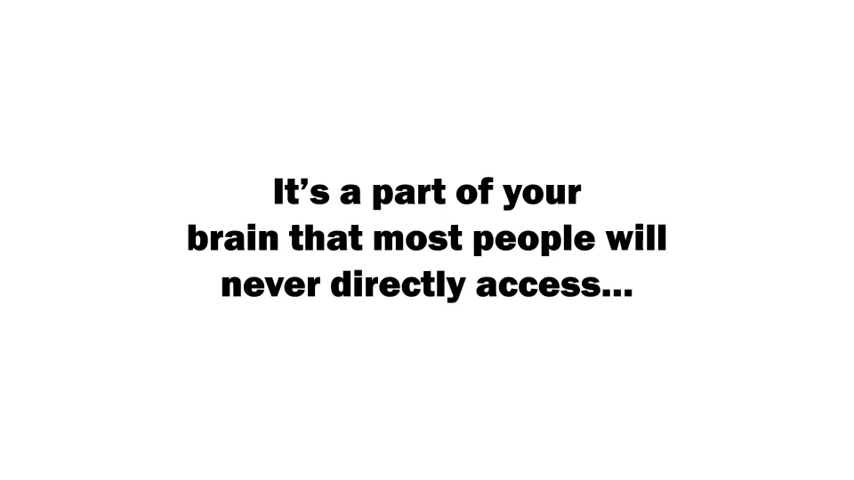 It’s a part of your
brain that most people will
never directly access...